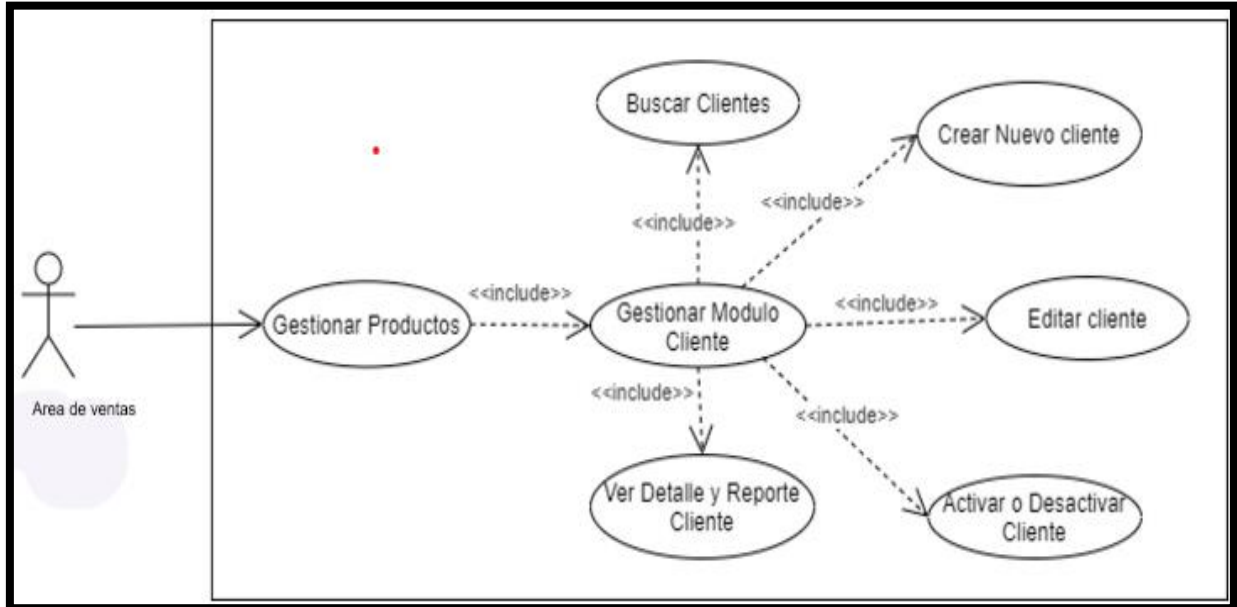 Buscar Clientes
Crear Nuevo cliente
<<include>>
<<include>>
<<include>>
<<include>>
Gestionar Productos
Gestionar Modulo
Cliente
Editar cliente
Area de ventas
<<include>>
<<include>>
Ver Detalle y Reporte
Cliente
Activar o Desactivar
Cliente